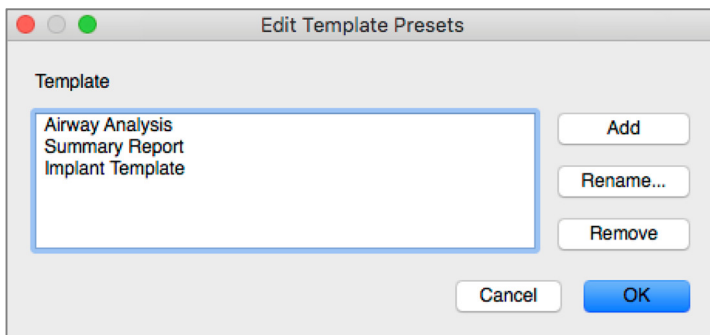 Edit Template Presets
Template
Airway Analysis
Summary Report
Implant Template
Add
Rename...
Remove
Cancel
OK